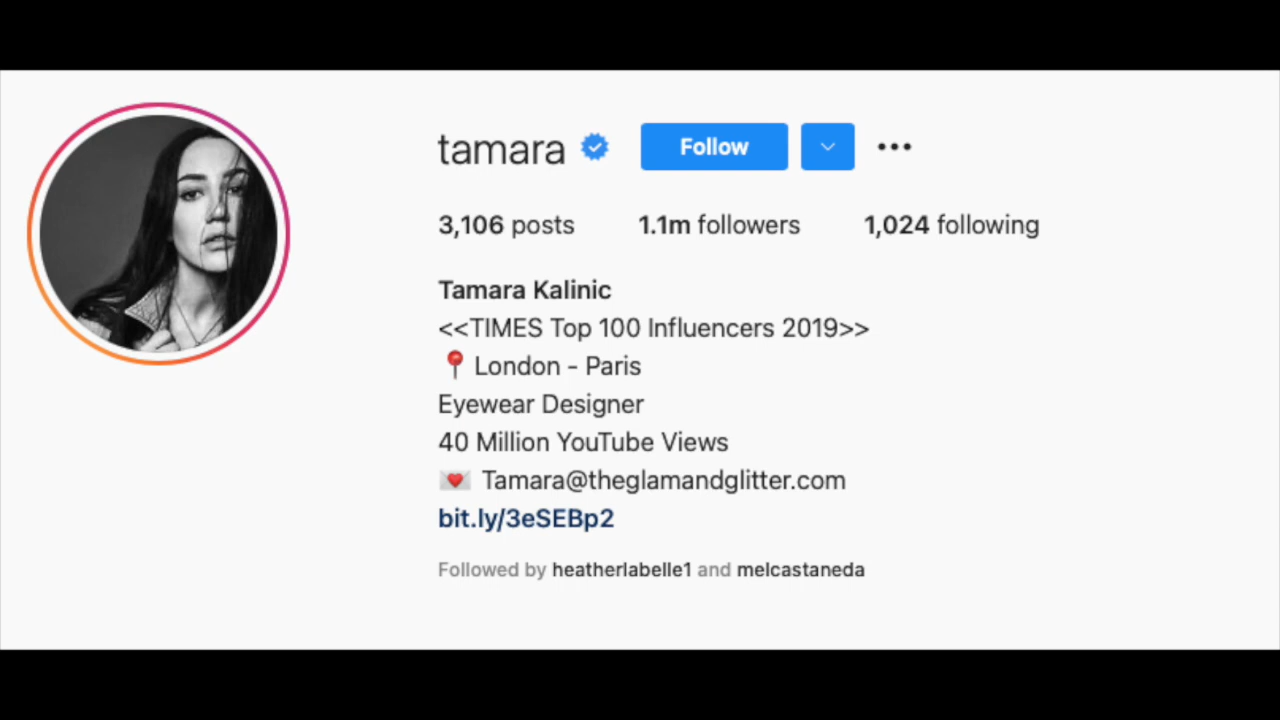 tamara Follow
3,106 posts 1.1m followers 1,024 following
Tamara Kalinic
<<TIMES Top 100 Influencers 2019>>
London - Paris
Eyewear Designer
40 Million YouTube Views
Tamara@theglamandglitter.com
bit.ly/3eSEBp2
Followed by heatherlabelle1 and melcastaneda